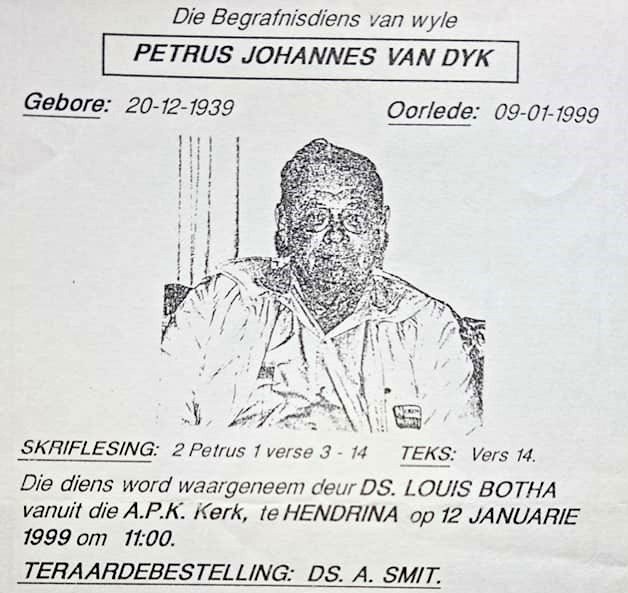 Die Begrafnisdiens van wyle
PETRUS JOHANNES VAN DYK
Gebore: 20-12-1939 Oorlede: 09-01-1999
SKRIFLESING: 2 Petrus 1 verse 3 - 14 TEKS: Vers 14.
Die diens word waargeneem deur DS. LOUIS BOTHA
vanuit die A.P.K. Kerk, te HENDRINA op 12 JANUARIE
1999 om 11:00.
TERAARDEBESTELLING: DS. A. SMIT.